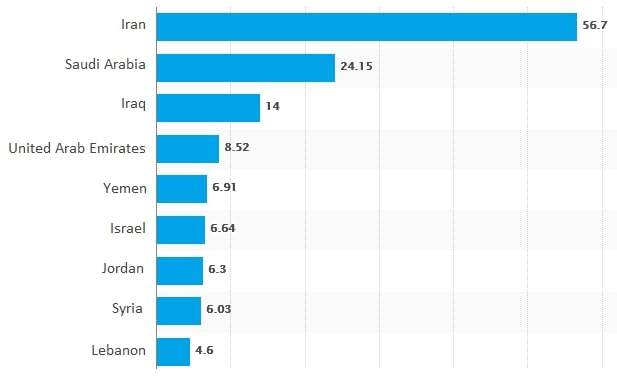 Iran 56.7
Saudi Arabia 24.15
Iraq 14
United Arab Emirates 8.52
Yemen 6.91
Israel 6.64
Jordan 6.3
Syria 6.03
Lebanon 4.6